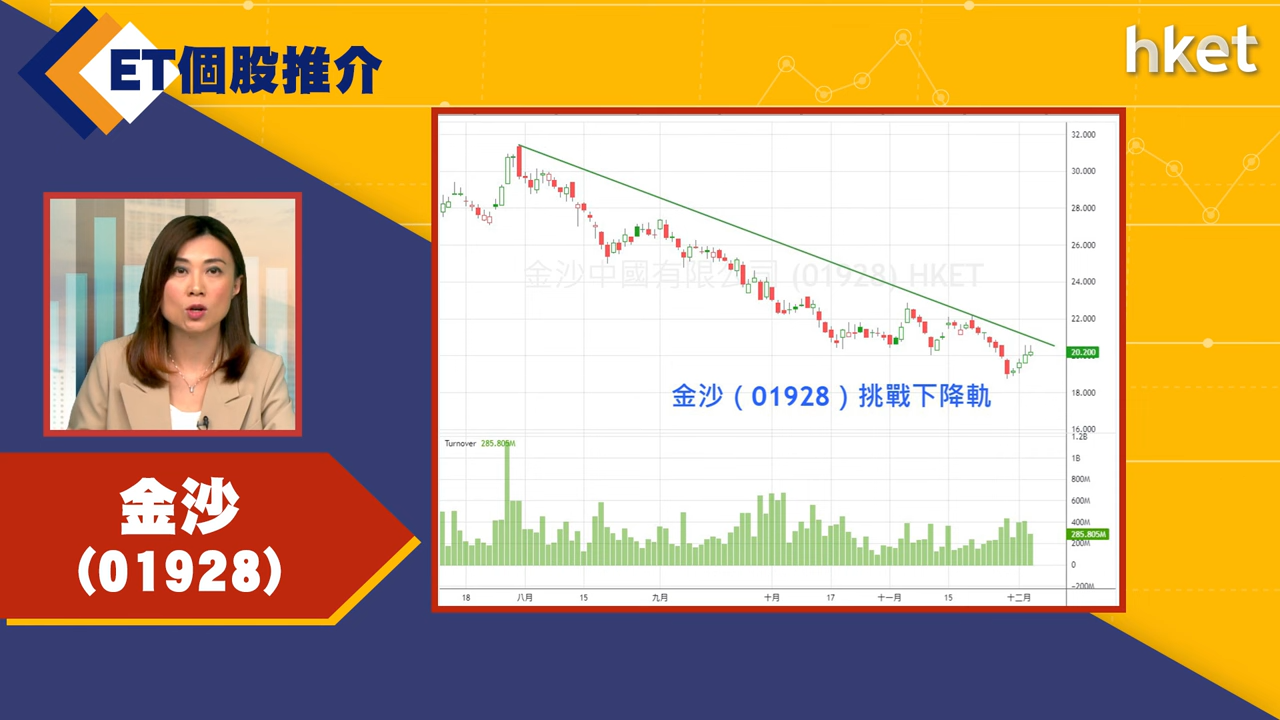 ET個股推介
hket
金沙
(01928)
32.000
30.000
28.000
26.000
24.000
22.000
20.200
18.000
16.000
金沙中國有限公司 (01928) HKET
金沙（01928）挑戰下降軌
Turnover 285.805M
1.2B
1B
800M
600M
400M
285.805M
200M
0
-200M
18 八月 15 九月 十月 17 十一月 15 十二月